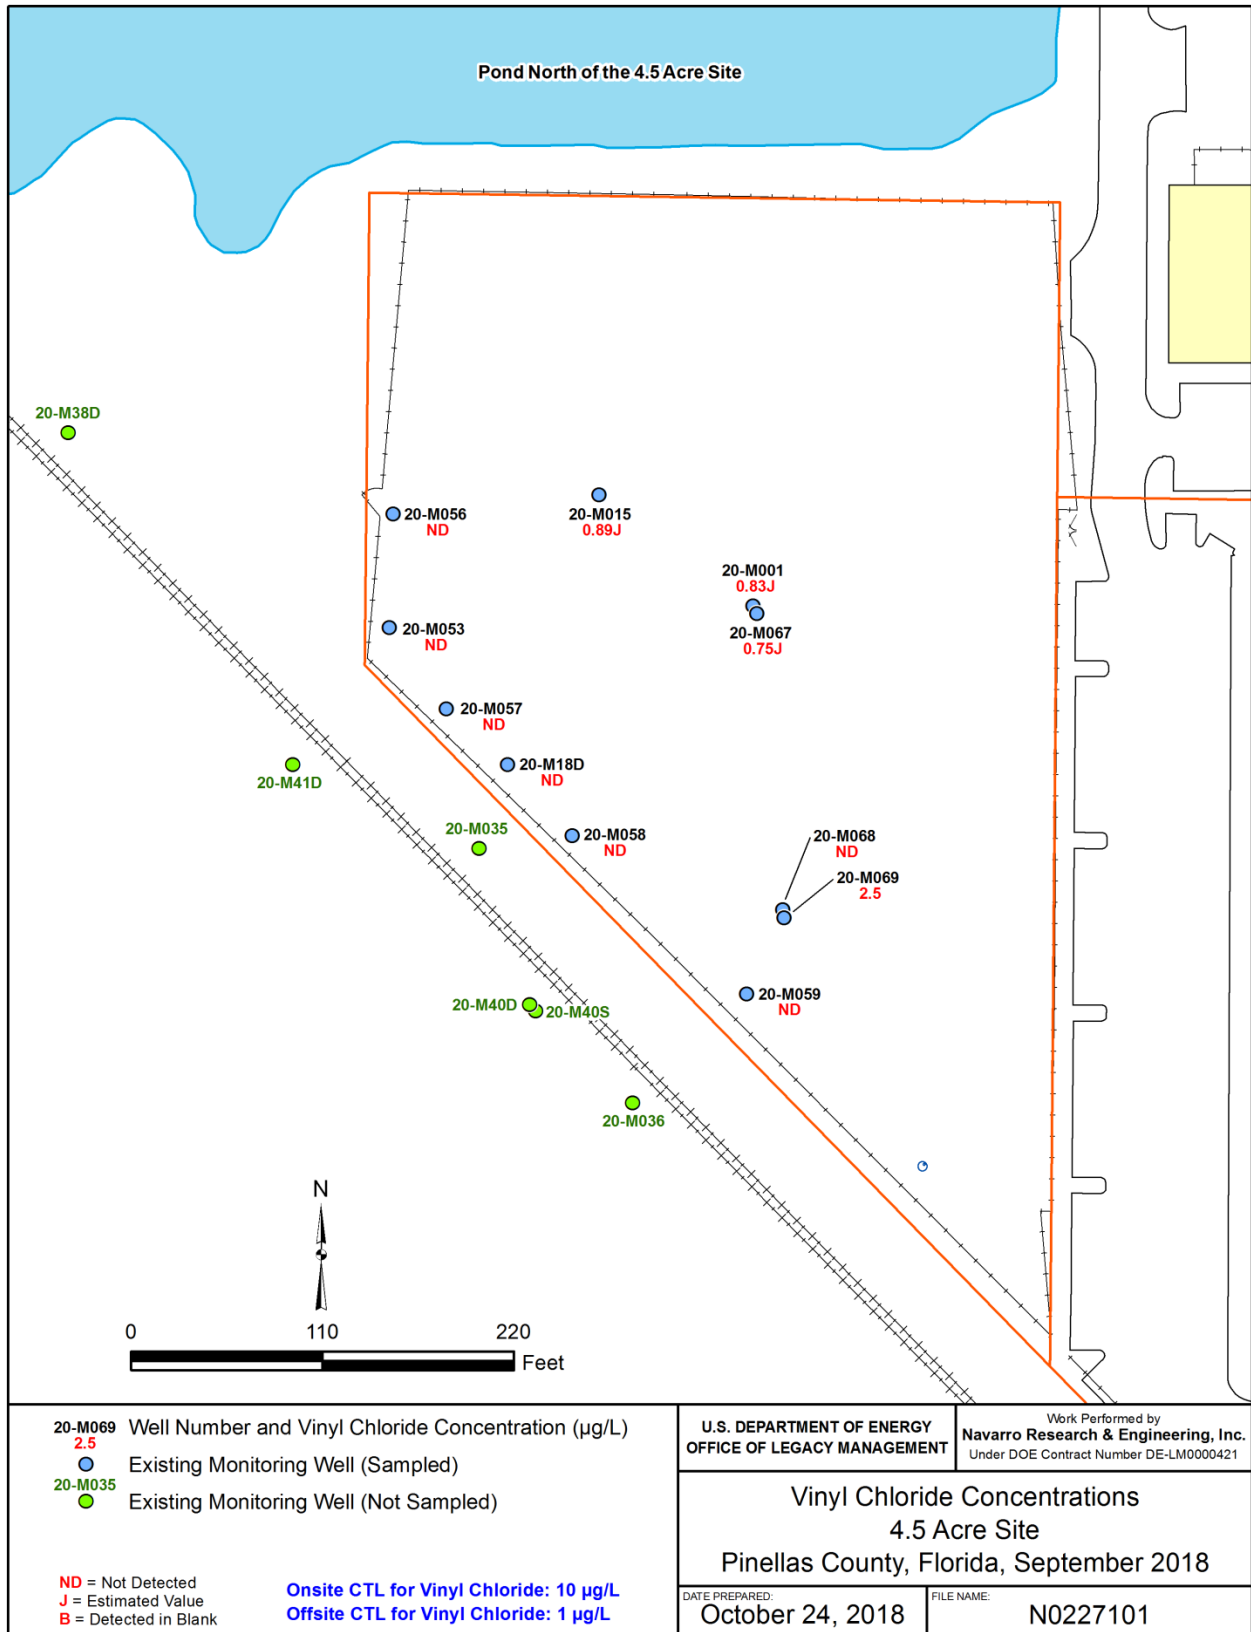 Pond North of the 4.5 Acre Site
20-M38D
20-M056
ND
20-M015
0.89J
20-M001
0.83J
20-M067
0.75J
20-M053
ND
20-M057
ND
20-M18D
ND
20-M41D
20-M035
20-M058
ND
20-M068
ND
20-M069
2.5
20-M40D
20-M40S
20-M059
ND
20-M036
N
0
110
220
Feet
20-M069
2.5
Well Number and Vinyl Chloride Concentration (µg/L)
Existing Monitoring Well (Sampled)
20-M035
Existing Monitoring Well (Not Sampled)
ND = Not Detected
J = Estimated Value
B = Detected in Blank
Onsite CTL for Vinyl Chloride: 10 µg/L
Offsite CTL for Vinyl Chloride: 1 µg/L
U.S. DEPARTMENT OF ENERGY
OFFICE OF LEGACY MANAGEMENT
Work Performed by
Navarro Research & Engineering, Inc.
Under DOE Contract Number DE-LM0000421
Vinyl Chloride Concentrations
4.5 Acre Site
Pinellas County, Florida, September 2018
DATE PREPARED:
October 24, 2018
FILE NAME:
N0227101